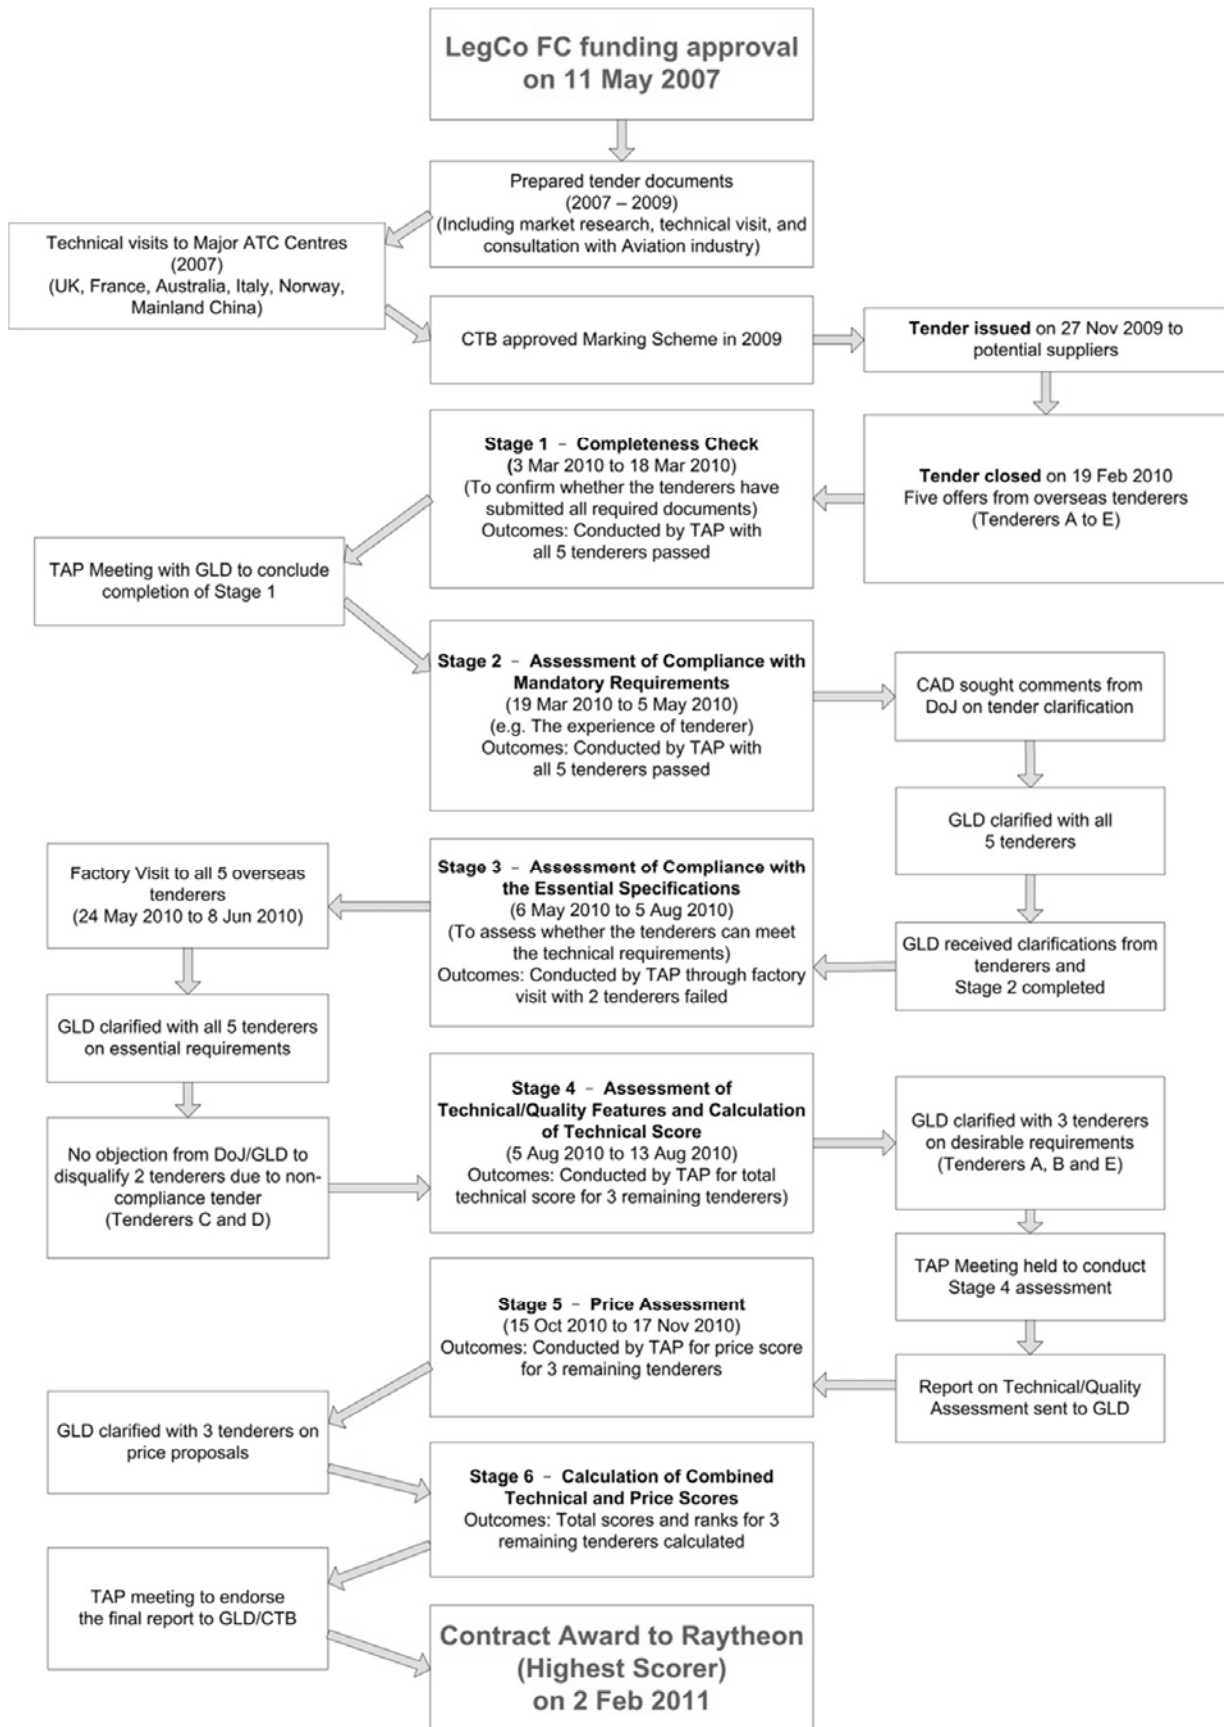 LegCo FC funding approval
on 11 May 2007
Prepared tender documents
(2007 – 2009)
(Including market research, technical visit, and
consultation with Aviation industry)
Technical visits to Major ATC Centres
(2007)
(UK, France, Australia, Italy, Norway,
Mainland China)
CTB approved Marking Scheme in 2009
Tender issued on 27 Nov 2009 to
potential suppliers
Tender closed on 19 Feb 2010
Five offers from overseas tenderers
(Tenderers A to E)
Stage 1 – Completeness Check
(3 Mar 2010 to 18 Mar 2010)
(To confirm whether the tenderers have
submitted all required documents)
Outcomes: Conducted by TAP with
all 5 tenderers passed
TAP Meeting with GLD to conclude
completion of Stage 1
Stage 2 – Assessment of Compliance with
Mandatory Requirements
(19 Mar 2010 to 5 May 2010)
(e.g. The experience of tenderer)
Outcomes: Conducted by TAP with
all 5 tenderers passed
CAD sought comments from
DoJ on tender clarification
GLD clarified with all
5 tenderers
GLD received clarifications from
tenderers and
Stage 2 completed
Stage 3 – Assessment of Compliance with
the Essential Specifications
(6 May 2010 to 5 Aug 2010)
(To assess whether the tenderers can meet
the technical requirements)
Outcomes: Conducted by TAP through factory
visit with 2 tenderers failed
Factory Visit to all 5 overseas
tenderers
(24 May 2010 to 8 Jun 2010)
GLD clarified with all 5 tenderers
on essential requirements
No objection from DoJ/GLD to
disqualify 2 tenderers due to non-
compliance tender
(Tenderers C and D)
Stage 4 – Assessment of
Technical/Quality Features and Calculation
of Technical Score
(5 Aug 2010 to 13 Aug 2010)
Outcomes: Conducted by TAP for total
technical score for 3 remaining tenderers)
GLD clarified with 3 tenderers
on desirable requirements
(Tenderers A, B and E)
TAP Meeting held to conduct
Stage 4 assessment
Report on Technical/Quality
Assessment sent to GLD
Stage 5 – Price Assessment
(15 Oct 2010 to 17 Nov 2010)
Outcomes: Conducted by TAP for price score
for 3 remaining tenderers
GLD clarified with 3 tenderers on
price proposals
Stage 6 – Calculation of Combined
Technical and Price Scores
Outcomes: Total scores and ranks for 3
remaining tenderers calculated
TAP meeting to endorse
the final report to GLD/CTB
Contract Award to Raytheon
(Highest Scorer)
on 2 Feb 2011